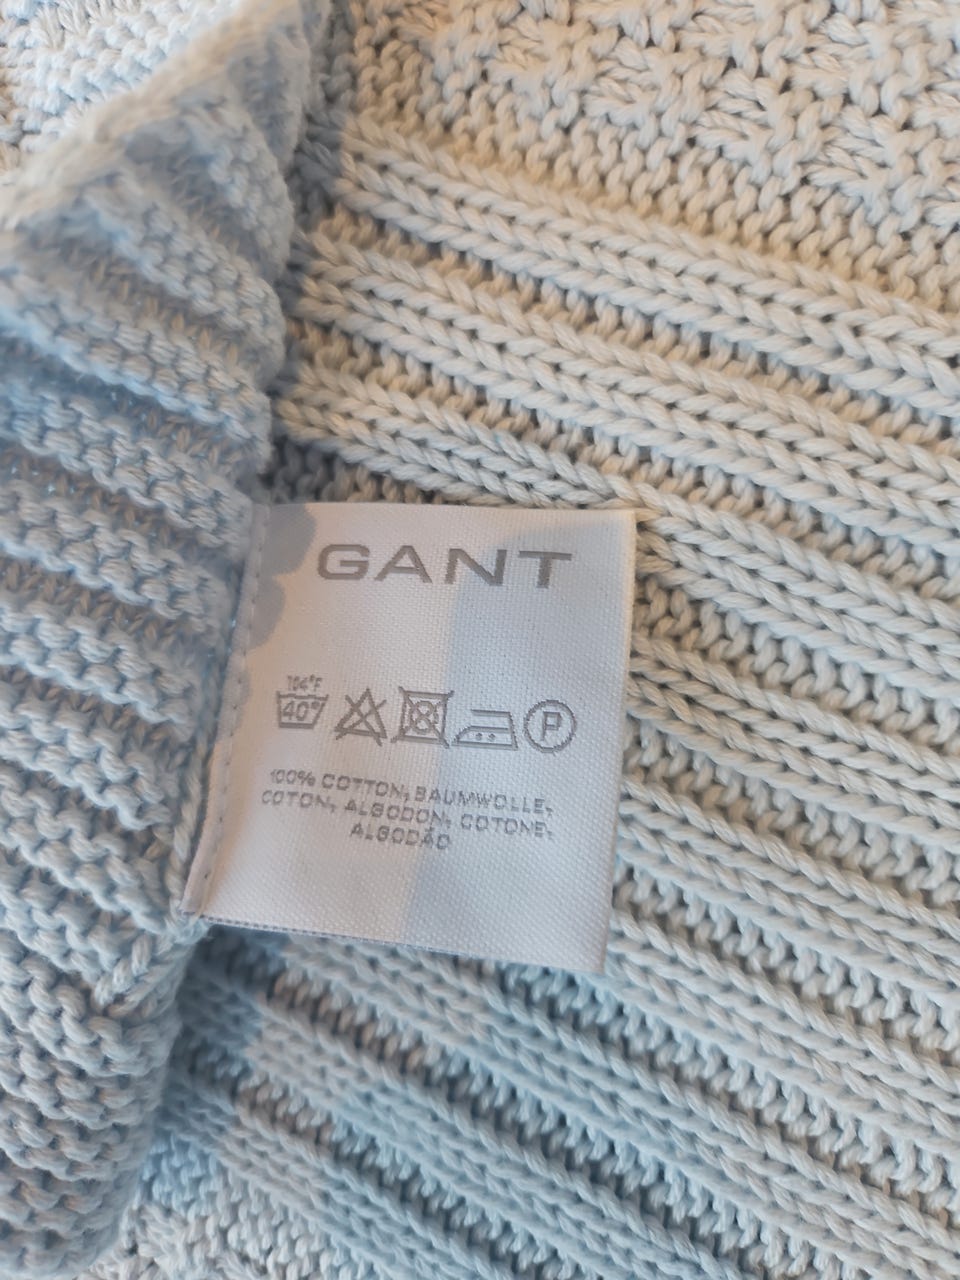 GANT
104°F
40°
P
100% COTTON, BAUMWOLLE,
COTON, ALGODON, COTONE,
ALGODÃO